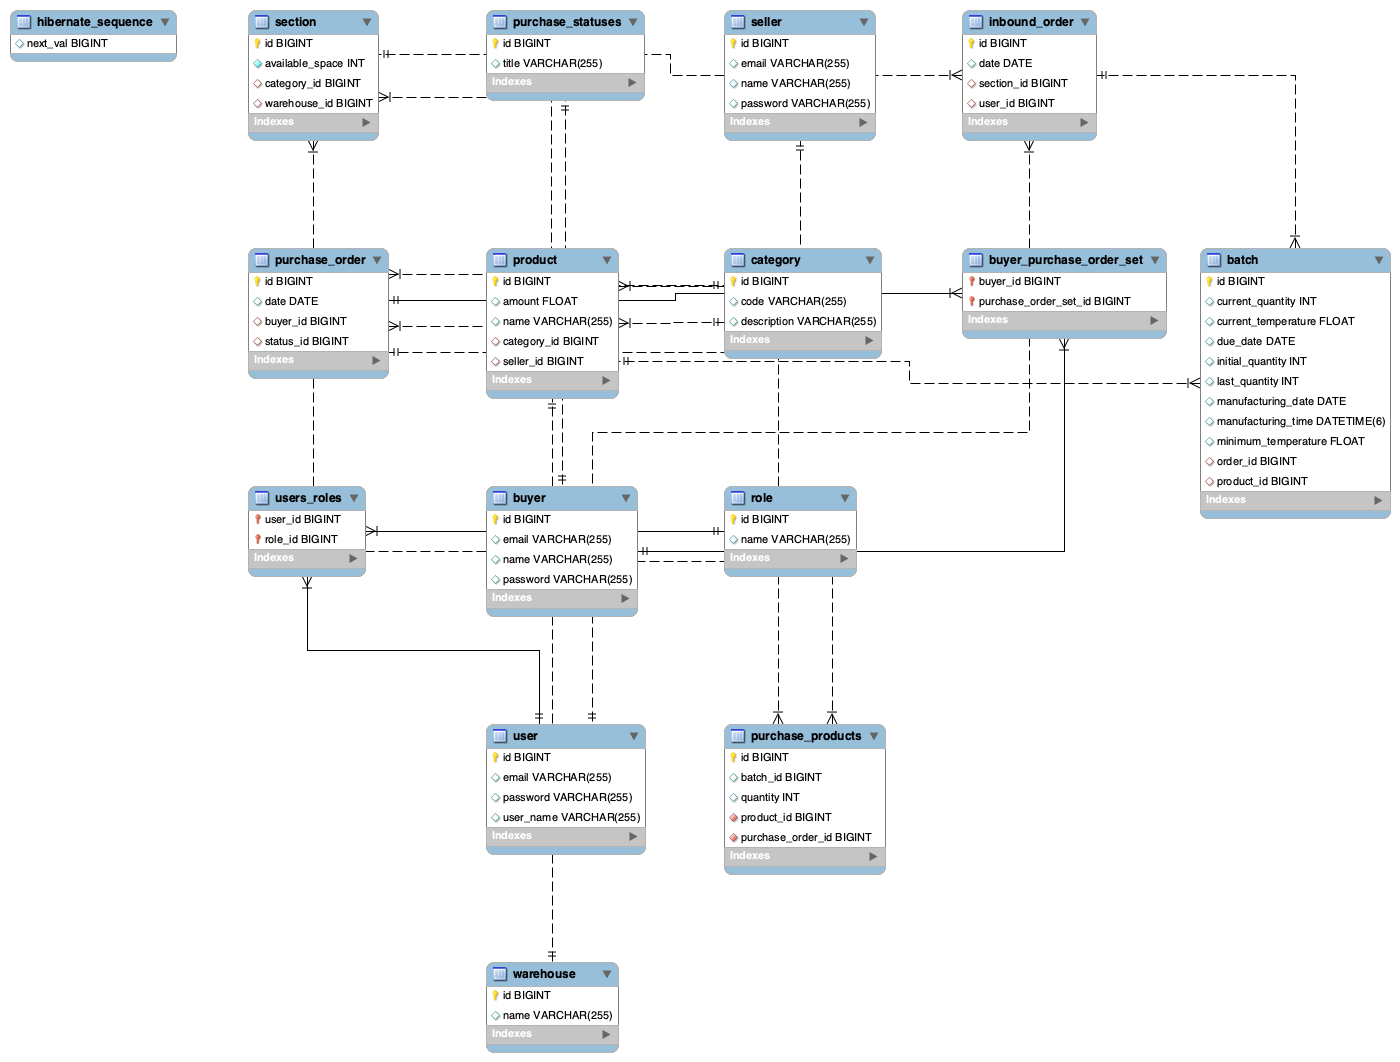 hibernate_sequence
next_val BIGINT
section
id BIGINT
available_space INT
category_id BIGINT
warehouse_id BIGINT
Indexes
purchase_statuses
id BIGINT
title VARCHAR(255)
Indexes
seller
id BIGINT
email VARCHAR(255)
name VARCHAR(255)
password VARCHAR(255)
Indexes
inbound_order
id BIGINT
date DATE
section_id BIGINT
user_id BIGINT
Indexes
purchase_order
id BIGINT
date DATE
buyer_id BIGINT
status_id BIGINT
Indexes
product
id BIGINT
amount FLOAT
name VARCHAR(255)
category_id BIGINT
seller_id BIGINT
Indexes
category
id BIGINT
code VARCHAR(255)
description VARCHAR(255)
Indexes
buyer_purchase_order_set
buyer_id BIGINT
purchase_order_set_id BIGINT
Indexes
batch
id BIGINT
current_quantity INT
current_temperature FLOAT
due_date DATE
initial_quantity INT
last_quantity INT
manufacturing_date DATE
manufacturing_time DATETIME(6)
minimum_temperature FLOAT
order_id BIGINT
product_id BIGINT
Indexes
users_roles
user_id BIGINT
role_id BIGINT
Indexes
buyer
id BIGINT
email VARCHAR(255)
name VARCHAR(255)
password VARCHAR(255)
Indexes
role
id BIGINT
name VARCHAR(255)
Indexes
user
id BIGINT
email VARCHAR(255)
password VARCHAR(255)
user_name VARCHAR(255)
Indexes
purchase_products
id BIGINT
batch_id BIGINT
quantity INT
product_id BIGINT
purchase_order_id BIGINT
Indexes
warehouse
id BIGINT
name VARCHAR(255)
Indexes